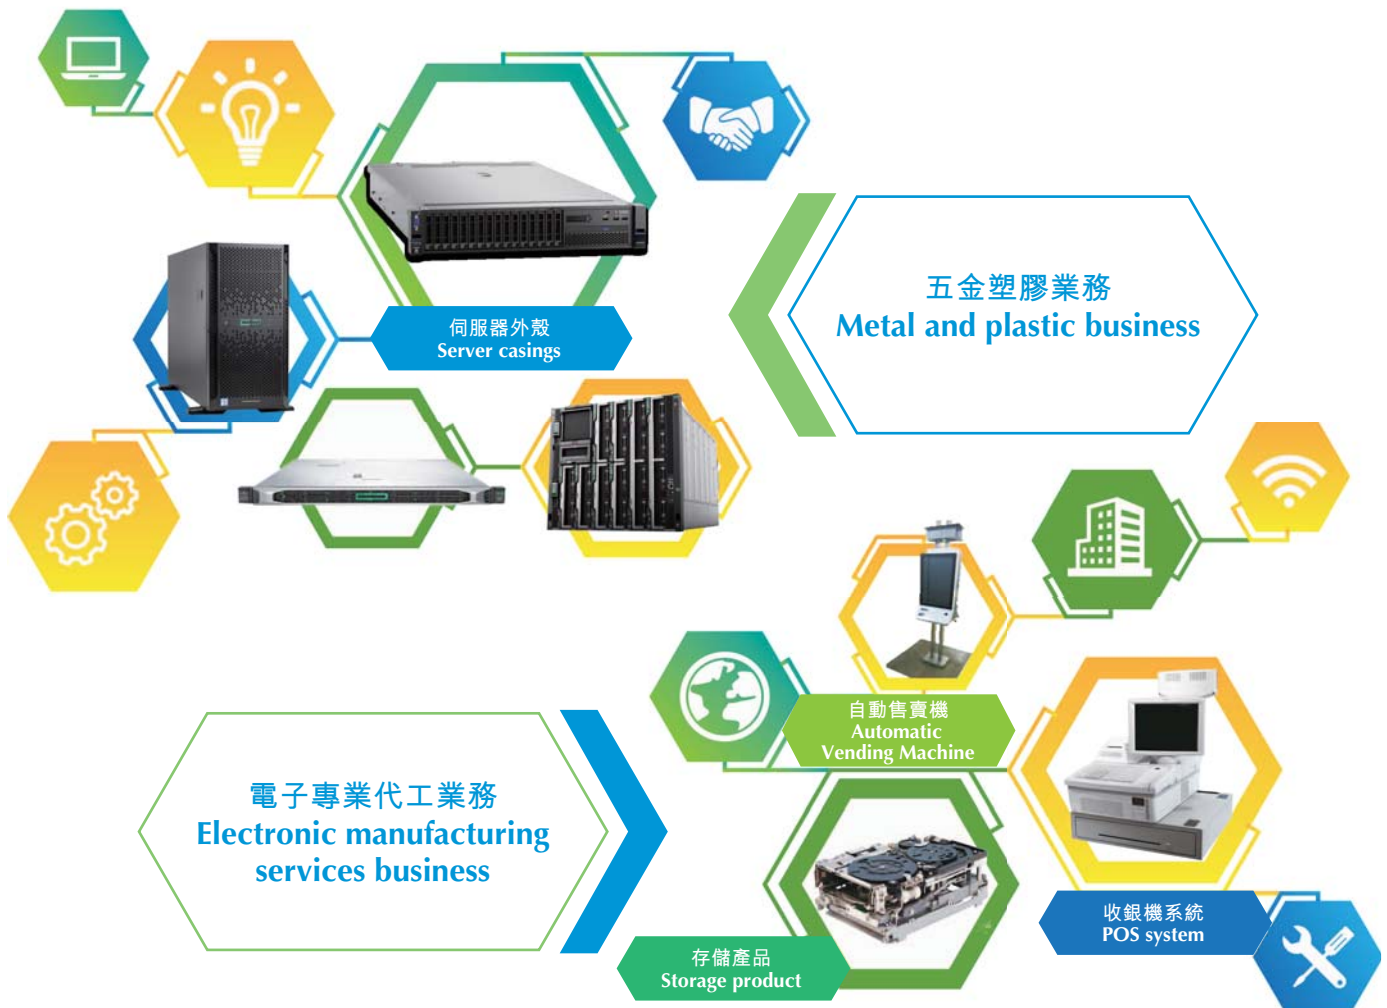 伺服器外殼
Server casings
五金塑膠業務
Metal and plastic business
自動售賣機
Automatic
Vending Machine
電子專業代工業務
Electronic manufacturing
services business
收銀機系統
POS system
存儲產品
Storage product